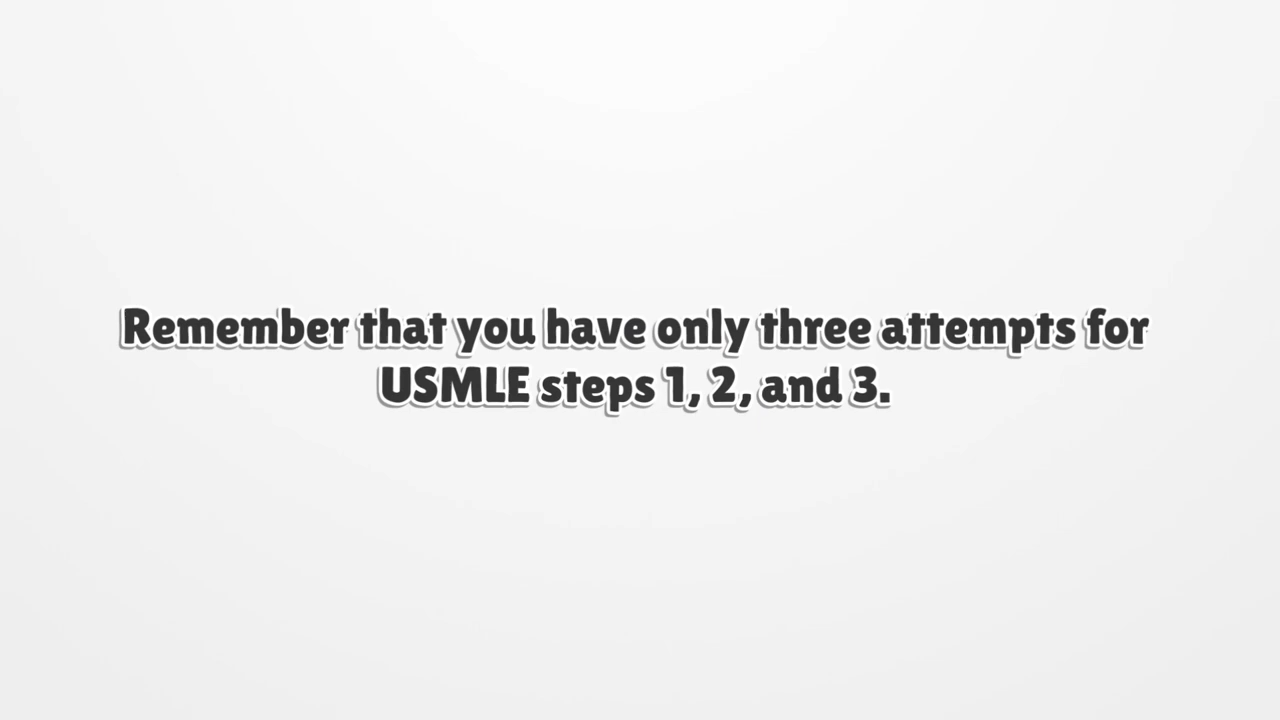 Remember that you have only three attempts for
USMLE steps 1, 2, and 3.